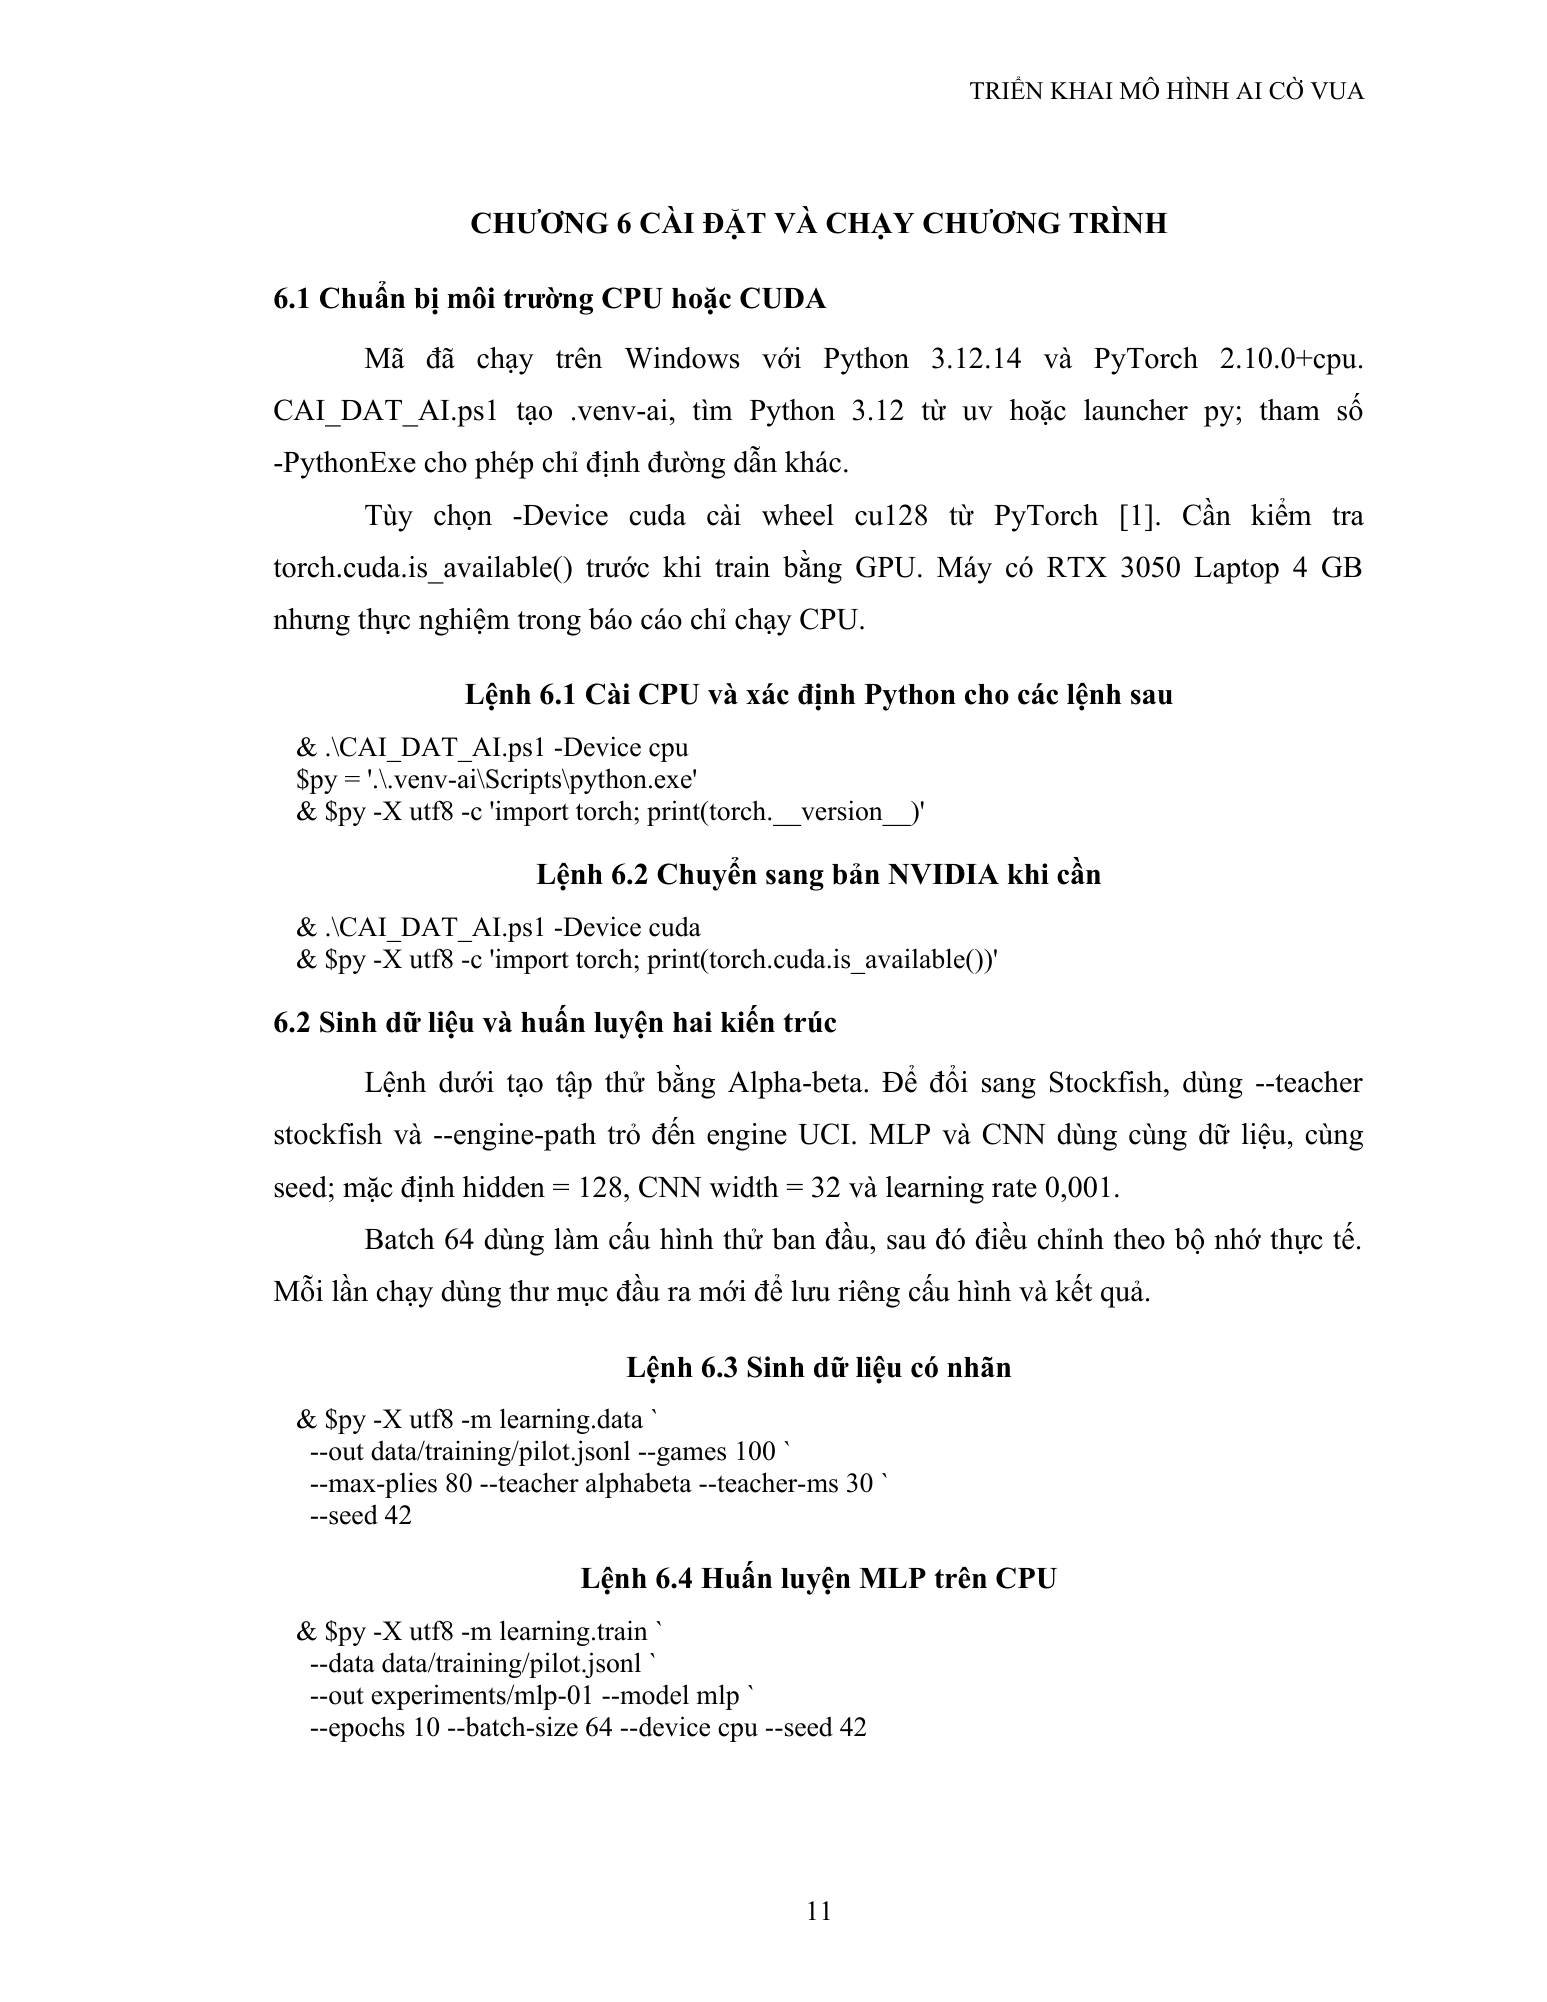 TRIỂN KHAI MÔ HÌNH AI CỜ VUA
CHƯƠNG 6 CÀI ĐẶT VÀ CHẠY CHƯƠNG TRÌNH
6.1 Chuẩn bị môi trường CPU hoặc CUDA
Mã đã chạy trên Windows với Python 3.12.14 và PyTorch 2.10.0+cpu.
CAI_DAT_AI.ps1 tạo .venv-ai, tìm Python 3.12 từ uv hoặc launcher py; tham số
-PythonExe cho phép chỉ định đường dẫn khác.
Tùy chọn -Device cuda cài wheel cu128 từ PyTorch [1]. Cần kiểm tra
torch.cuda.is_available() trước khi train bằng GPU. Máy có RTX 3050 Laptop 4 GB
nhưng thực nghiệm trong báo cáo chỉ chạy CPU.
Lệnh 6.1 Cài CPU và xác định Python cho các lệnh sau
& .\CAI_DAT_AI.ps1 -Device cpu
$py = '.\.venv-ai\Scripts\python.exe'
& $py -X utf8 -c 'import torch; print(torch.__version__)'
Lệnh 6.2 Chuyển sang bản NVIDIA khi cần
& .\CAI_DAT_AI.ps1 -Device cuda
& $py -X utf8 -c 'import torch; print(torch.cuda.is_available())'
6.2 Sinh dữ liệu và huấn luyện hai kiến trúc
Lệnh dưới tạo tập thử bằng Alpha-beta. Để đổi sang Stockfish, dùng --teacher
stockfish và --engine-path trỏ đến engine UCI. MLP và CNN dùng cùng dữ liệu, cùng
seed; mặc định hidden = 128, CNN width = 32 và learning rate 0,001.
Batch 64 dùng làm cấu hình thử ban đầu, sau đó điều chỉnh theo bộ nhớ thực tế.
Mỗi lần chạy dùng thư mục đầu ra mới để lưu riêng cấu hình và kết quả.
Lệnh 6.3 Sinh dữ liệu có nhãn
& $py -X utf8 -m learning.data `
--out data/training/pilot.jsonl --games 100 `
--max-plies 80 --teacher alphabeta --teacher-ms 30 `
--seed 42
Lệnh 6.4 Huấn luyện MLP trên CPU
& $py -X utf8 -m learning.train `
--data data/training/pilot.jsonl `
--out experiments/mlp-01 --model mlp `
--epochs 10 --batch-size 64 --device cpu --seed 42
11